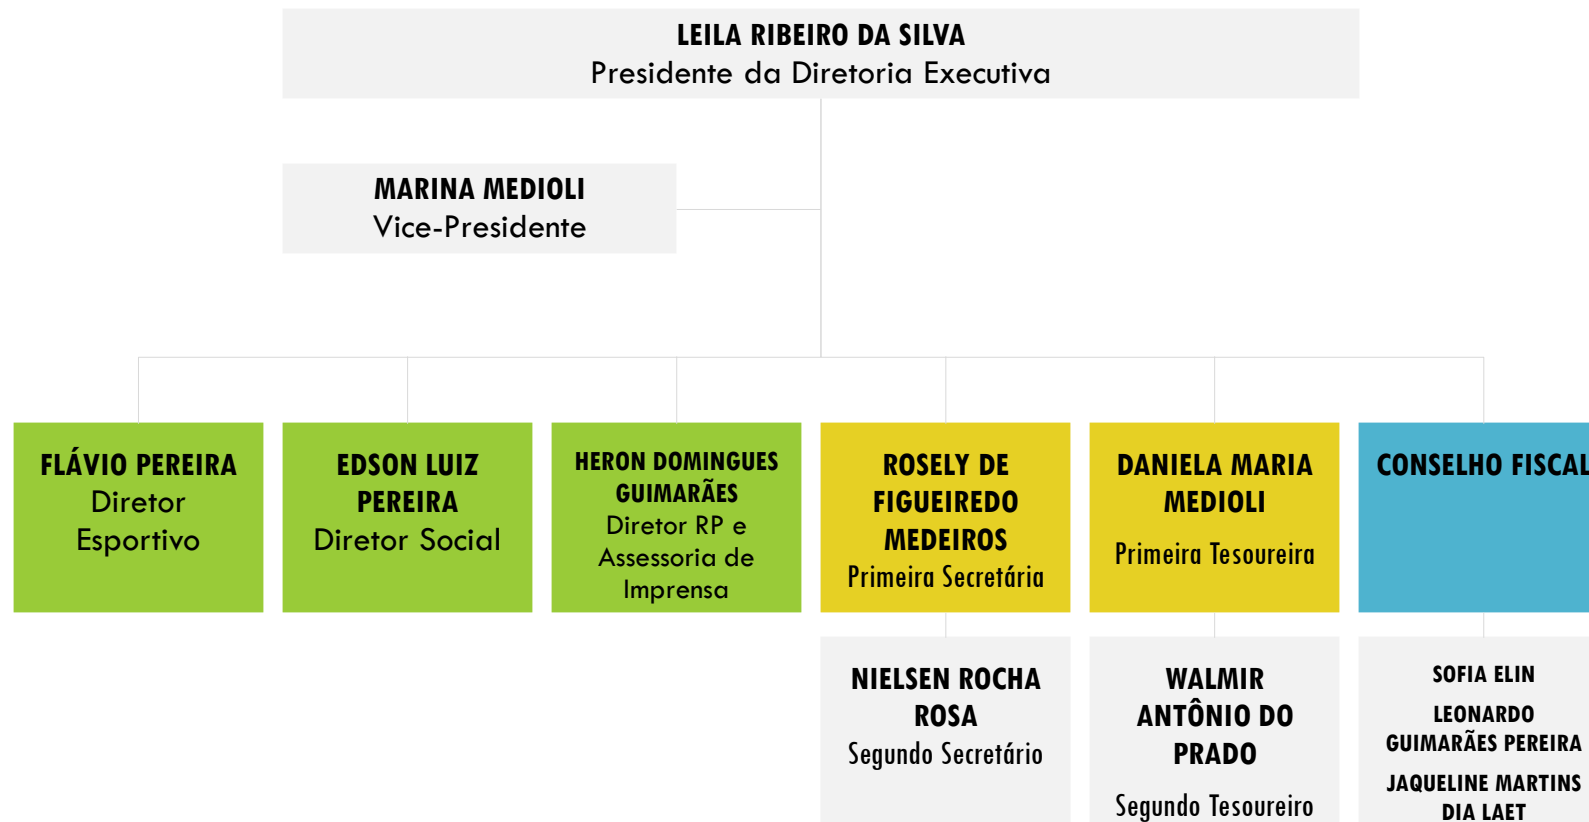 LEILA RIBEIRO DA SILVA
Presidente da Diretoria Executiva
MARINA MEDIOLI
Vice-Presidente
FLÁVIO PEREIRA
Diretor
Esportivo
EDSON LUIZ
PEREIRA
Diretor Social
HERON DOMINGUES
GUIMARÃES
Diretor RP e
Assessoria de
Imprensa
ROSELY DE
FIGUEIREDO
MEDEIROS
Primeira Secretária
DANIELA MARIA
MEDIOLI
Primeira Tesoureira
CONSELHO FISCAL
NIELSEN ROCHA
ROSA
Segundo Secretário
WALMIR
ANTÔNIO DO
PRADO
Segundo Tesoureiro
SOFIA ELIN
LEONARDO
GUIMARÃES PEREIRA
JAQUELINE MARTINS
DIA LAET